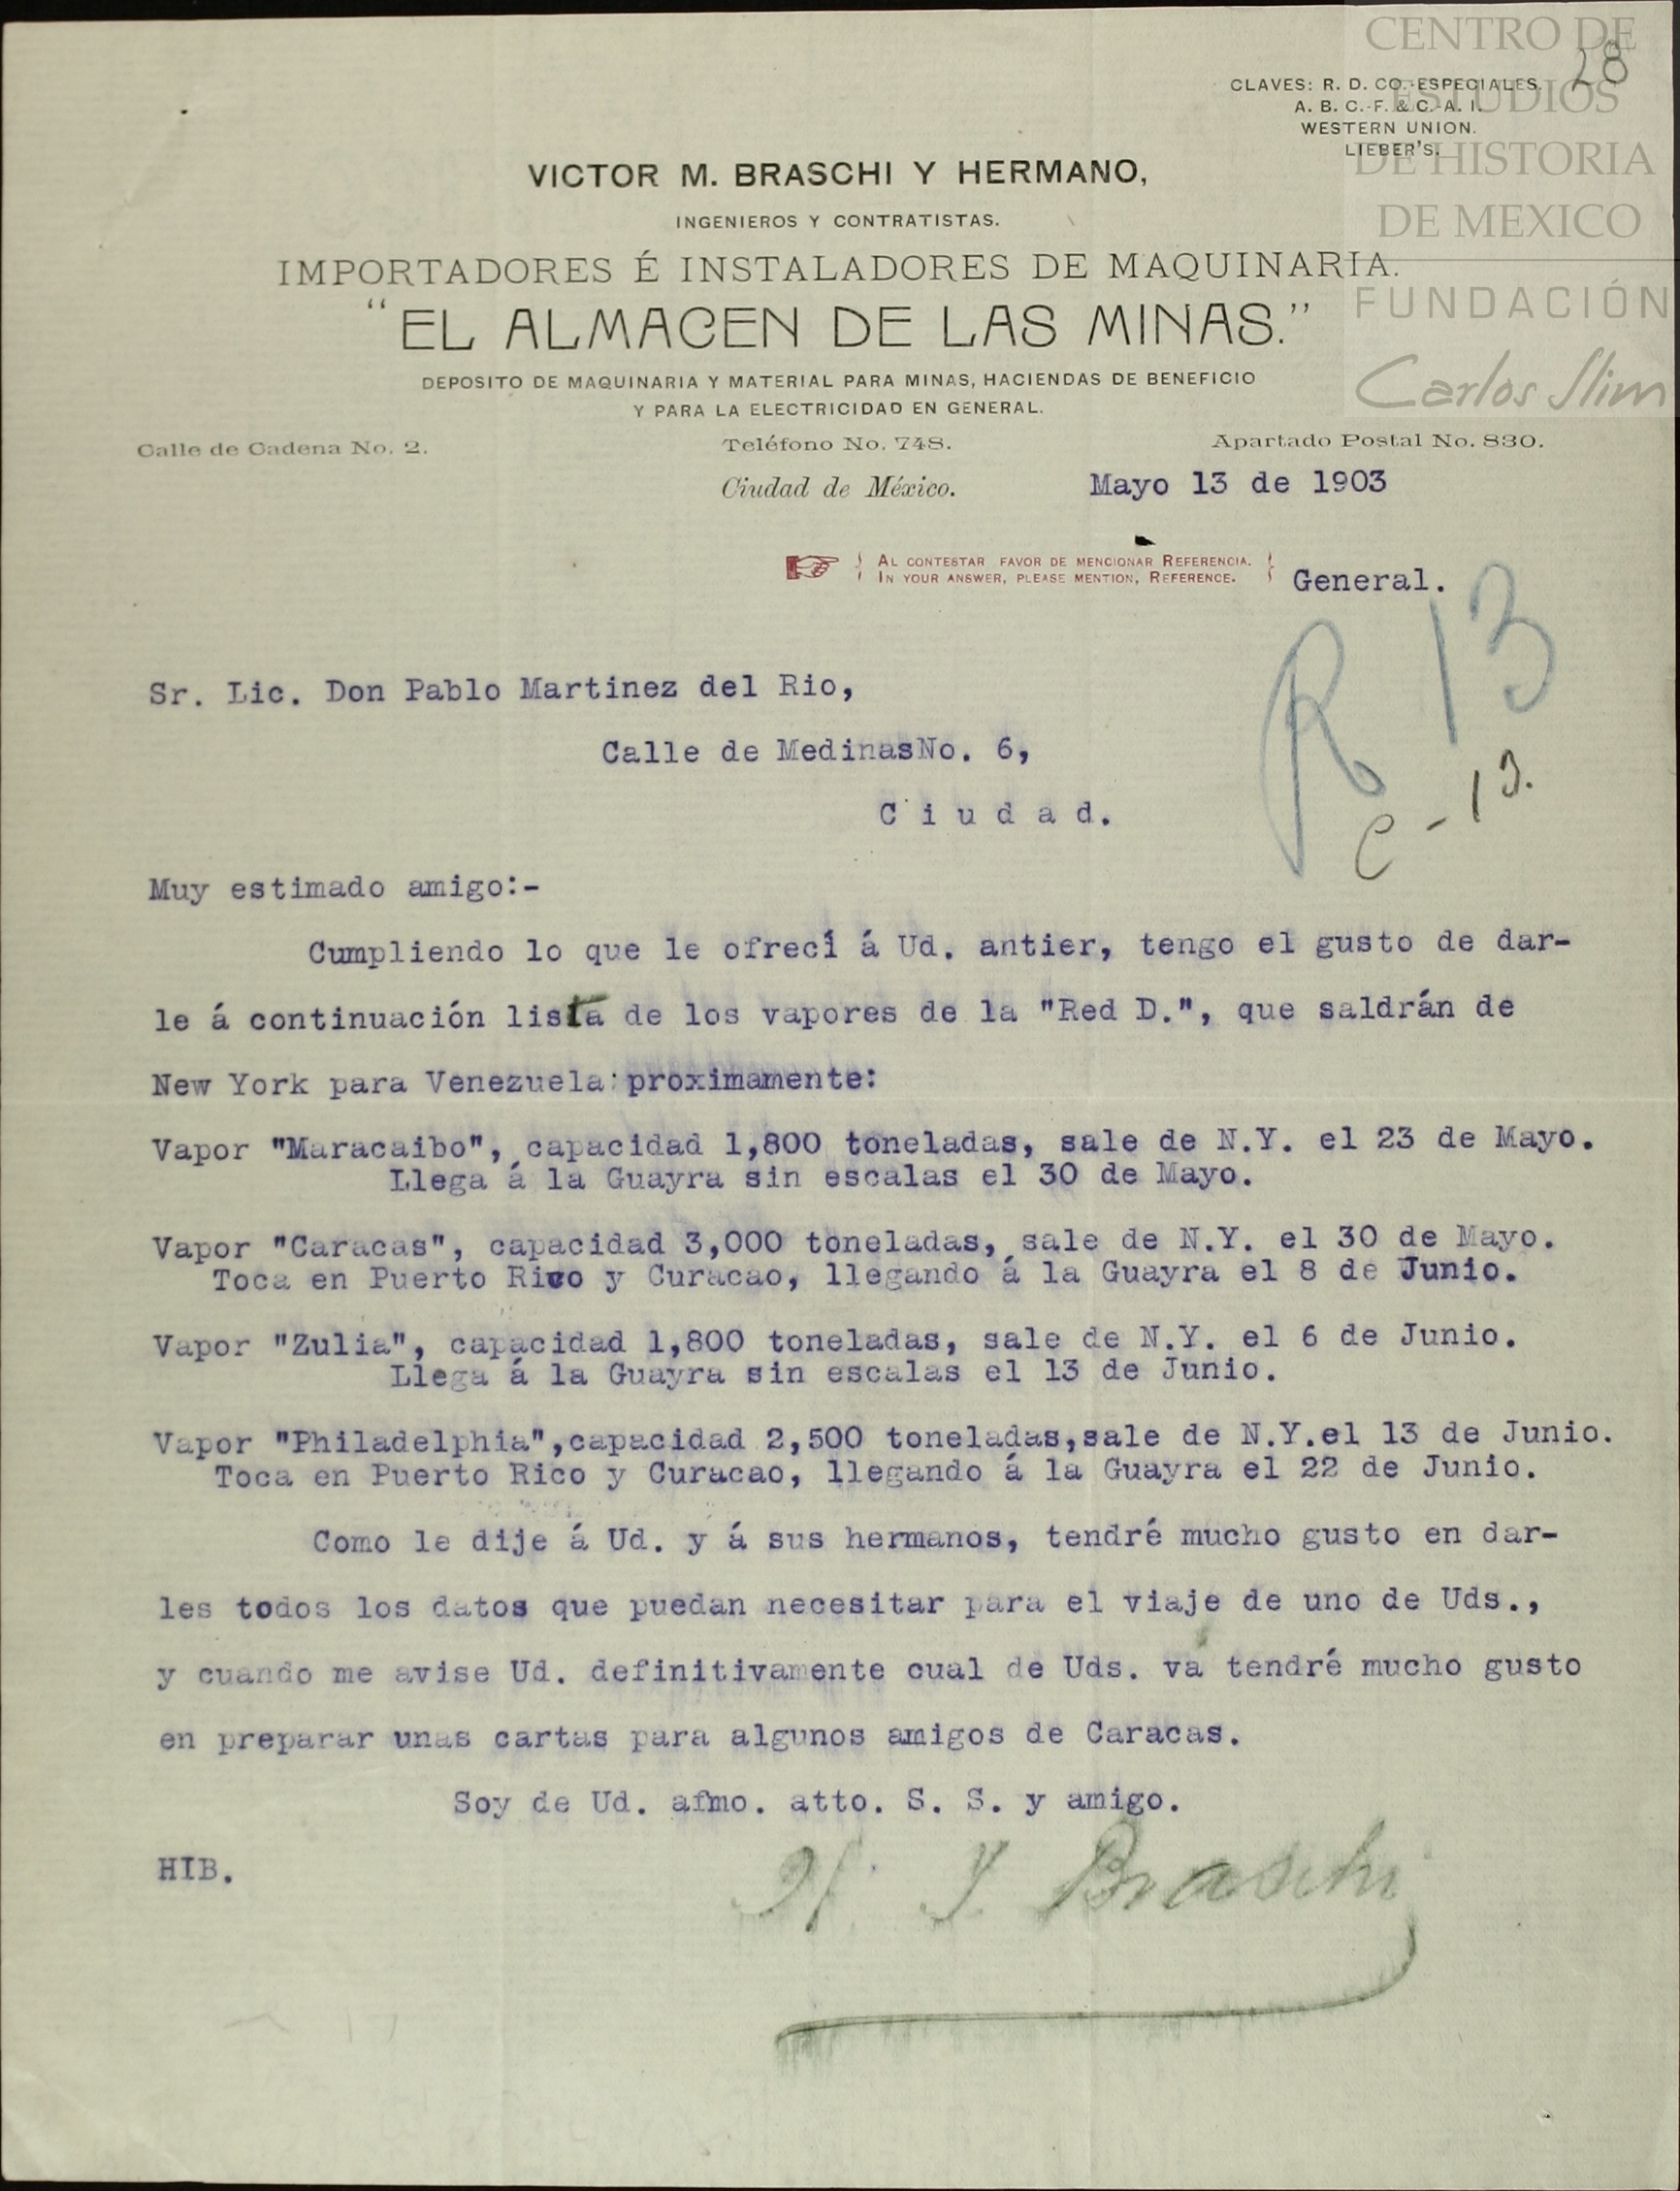 CENTRO DE
ESTUDIOS
DE HISTORIA
DE MEXICO
FUNDACIÓN
Carlos Slim
28
CLAVES: R. D. CO.-ESPECIALES.
A. B. C.-F. & C.-A. I.
WESTERN UNION.
LIEBER'S.
VICTOR M. BRASCHI Y HERMANO,
INGENIEROS Y CONTRATISTAS.
IMPORTADORES É INSTALADORES DE MAQUINARIA.
"EL ALMACEN DE LAS MINAS."
DEPOSITO DE MAQUINARIA Y MATERIAL PARA MINAS, HACIENDAS DE BENEFICIO
Y PARA LA ELECTRICIDAD EN GENERAL.
Calle de Cadena No. 2. Teléfono No. 748. Apartado Postal No. 830.
Ciudad de México. Mayo 13 de 1903
AL CONTESTAR FAVOR DE MENCIONAR REFERENCIA.
IN YOUR ANSWER, PLEASE MENTION, REFERENCE.
General.
R 13
C - 13.
Sr. Lic. Don Pablo Martinez del Rio,
Calle de MedinasNo. 6,
C i u d a d.
Muy estimado amigo:-
Cumpliendo lo que le ofrecí á Ud. antier, tengo el gusto de dar-
le á continuación lista de los vapores de la "Red D.", que saldrán de
New York para Venezuela proximamente:
Vapor "Maracaibo", capacidad 1,800 toneladas, sale de N.Y. el 23 de Mayo.
Llega á la Guayra sin escalas el 30 de Mayo.
Vapor "Caracas", capacidad 3,000 toneladas, sale de N.Y. el 30 de Mayo.
Toca en Puerto Rico y Curacao, llegando á la Guayra el 8 de Junio.
Vapor "Zulia", capacidad 1,800 toneladas, sale de N.Y. el 6 de Junio.
Llega á la Guayra sin escalas el 13 de Junio.
Vapor "Philadelphia",capacidad 2,500 toneladas,sale de N.Y.el 13 de Junio.
Toca en Puerto Rico y Curacao, llegando á la Guayra el 22 de Junio.
Como le dije á Ud. y á sus hermanos, tendré mucho gusto en dar-
les todos los datos que puedan necesitar para el viaje de uno de Uds.,
y cuando me avise Ud. definitivamente cual de Uds. vá tendré mucho gusto
en preparar unas cartas para algunos amigos de Caracas.
Soy de Ud. afmo. atto. S. S. y amigo.
HIB.
H. I. Braschi